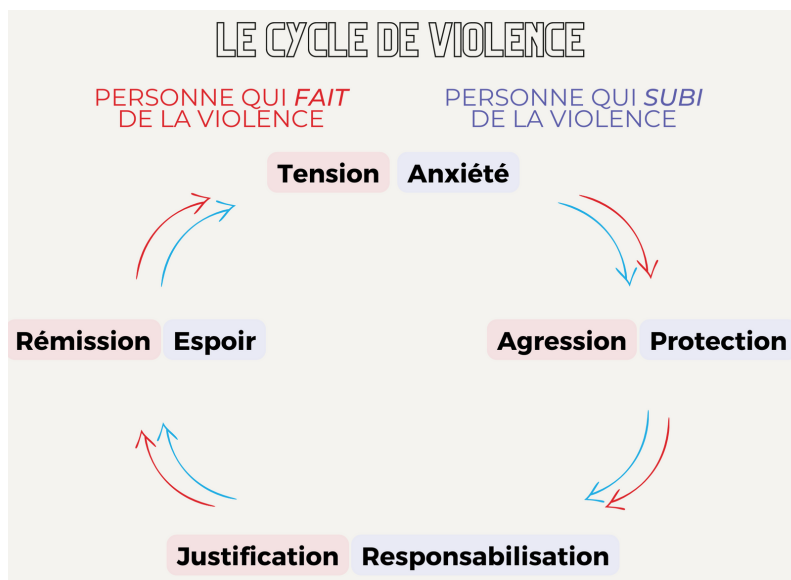 LE CYCLE DE VIOLENCE
PERSONNE QUI FAIT
DE LA VIOLENCE
PERSONNE QUI SUBI
DE LA VIOLENCE
Tension Anxiété
Rémission Espoir
Agression Protection
Justification Responsabilisation